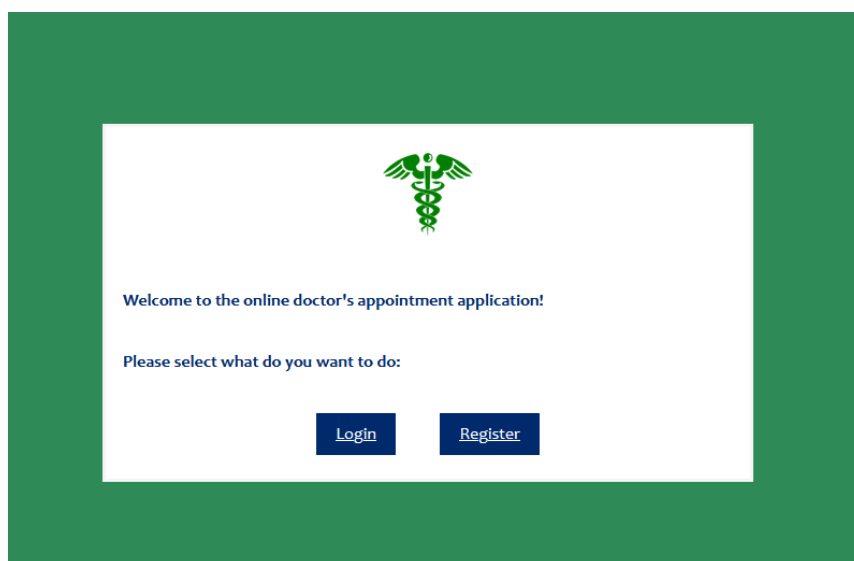 Welcome to the online doctor's appointment application!
Please select what do you want to do:
Login Register